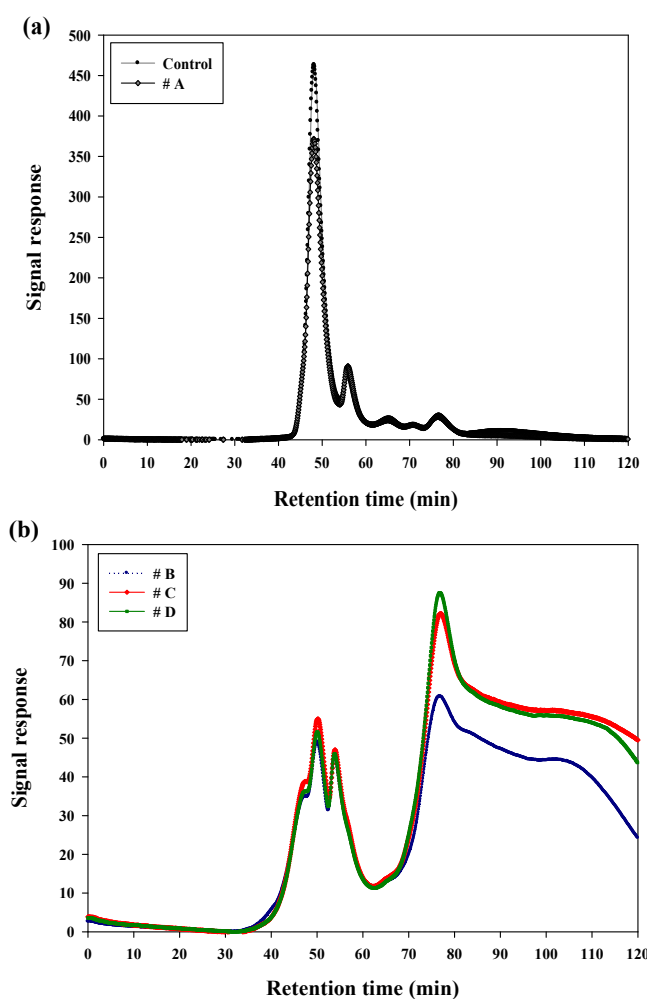 (a)
Control
# A
Signal response
500
450
400
350
300
250
200
150
100
50
0
0 10 20 30 40 50 60 70 80 90 100 110 120
Retention time (min)
(b)
# B
# C
# D
Signal response
100
90
80
70
60
50
40
30
20
10
0
0 10 20 30 40 50 60 70 80 90 100 110 120
Retention time (min)